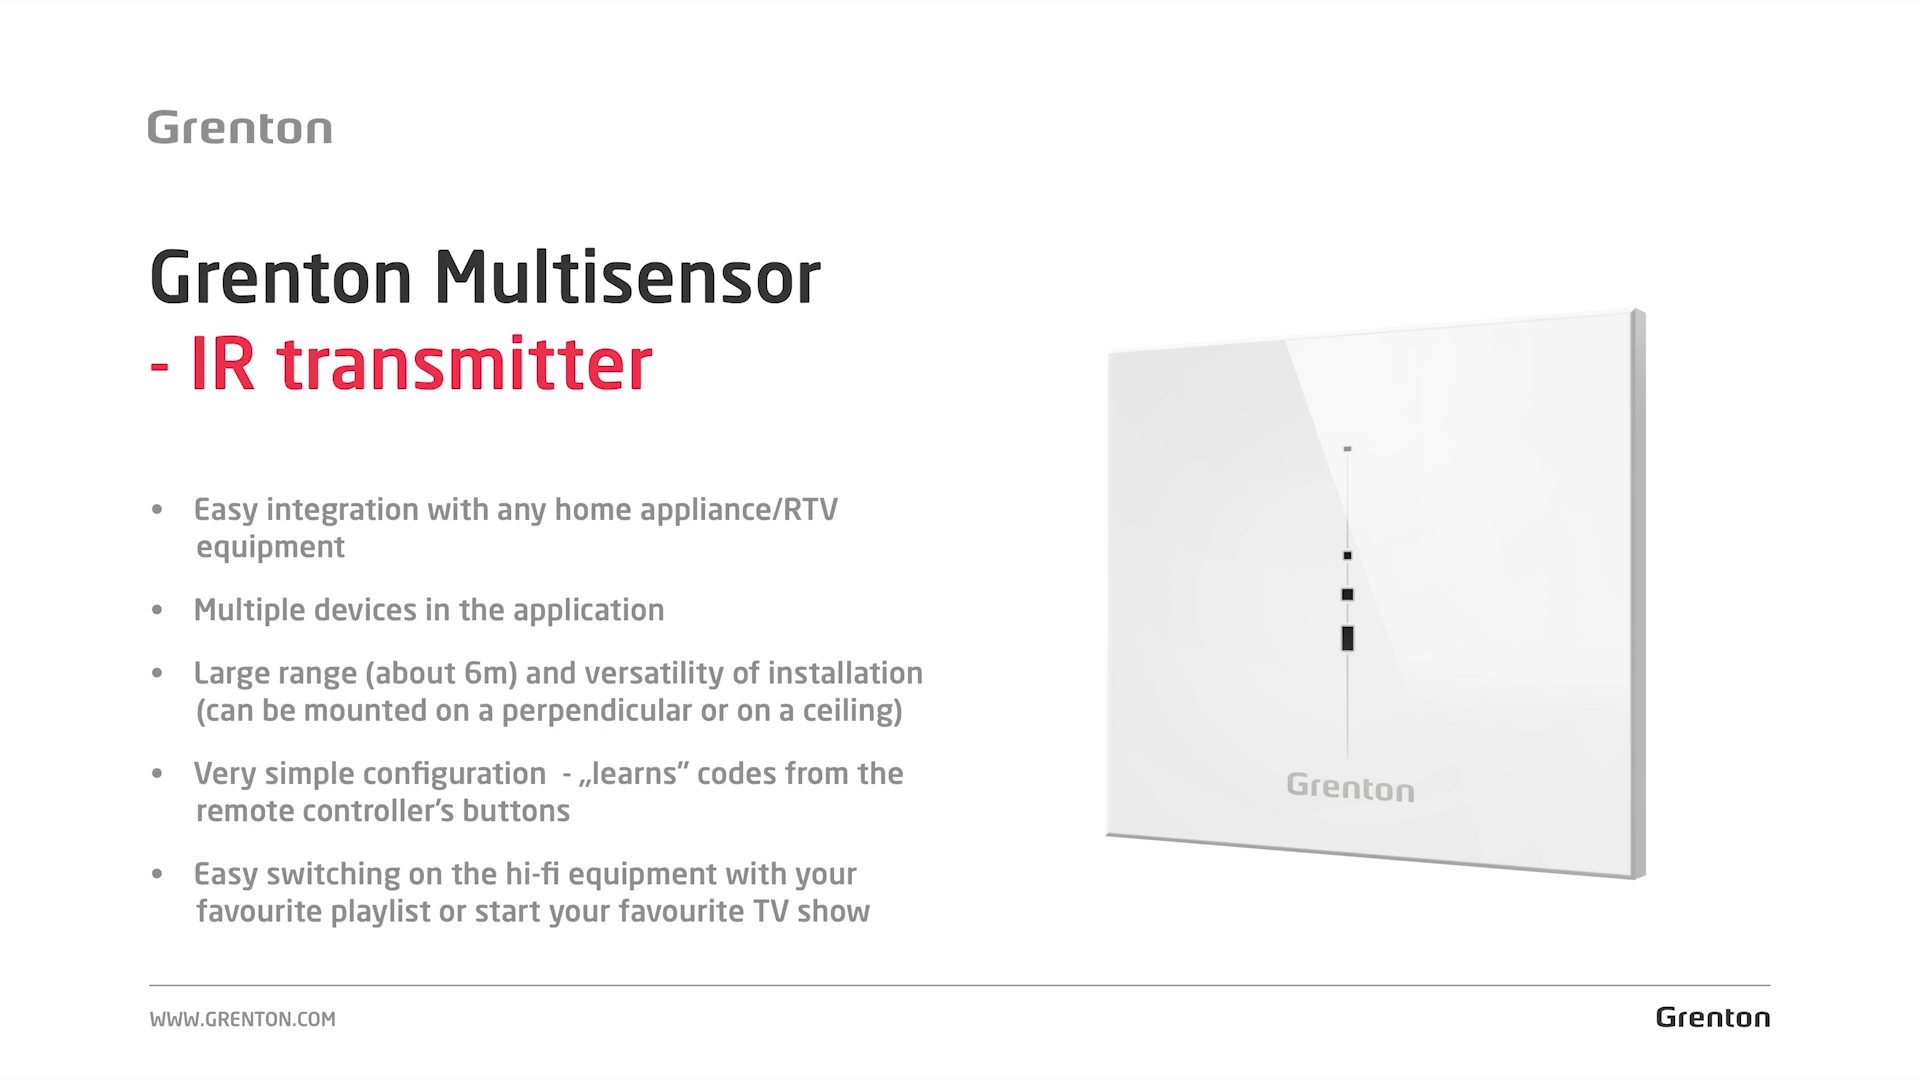 Grenton
Grenton Multisensor
- IR transmitter
• Easy integration with any home appliance/RTV
equipment
• Multiple devices in the application
• Large range (about 6m) and versatility of installation
(can be mounted on a perpendicular or on a ceiling)
• Very simple configuration - „learns” codes from the
remote controller’s buttons
• Easy switching on the hi-fi equipment with your
favourite playlist or start your favourite TV show
Grenton
WWW.GRENTON.COM
Grenton